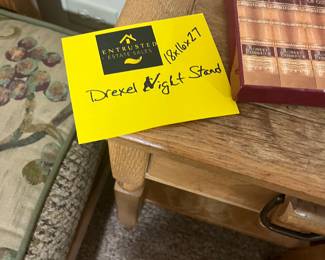 ENTRUSTED
ESTATE SALES
18x16x27
Drexel Night Stand